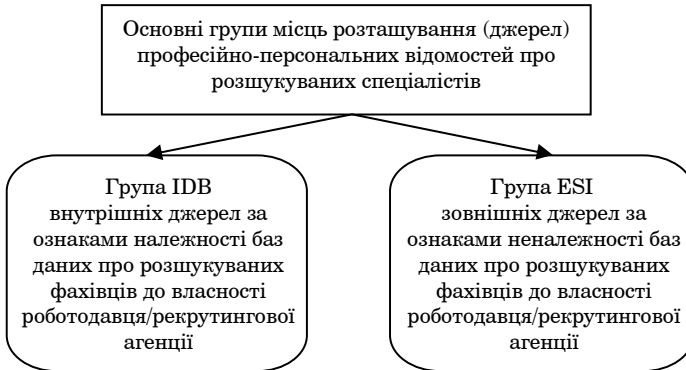 Основні групи місць розташування (джерел)
професійно-персональних відомостей про
розшукуваних спеціалістів
Група IDB
внутрішніх джерел за
ознаками належності баз
даних про розшукуваних
фахівців до власності
роботодавця/рекрутингової
агенції
Група ESI
зовнішніх джерел за
ознаками неналежності баз
даних про розшукуваних
фахівців до власності
роботодавця/рекрутингової
агенції